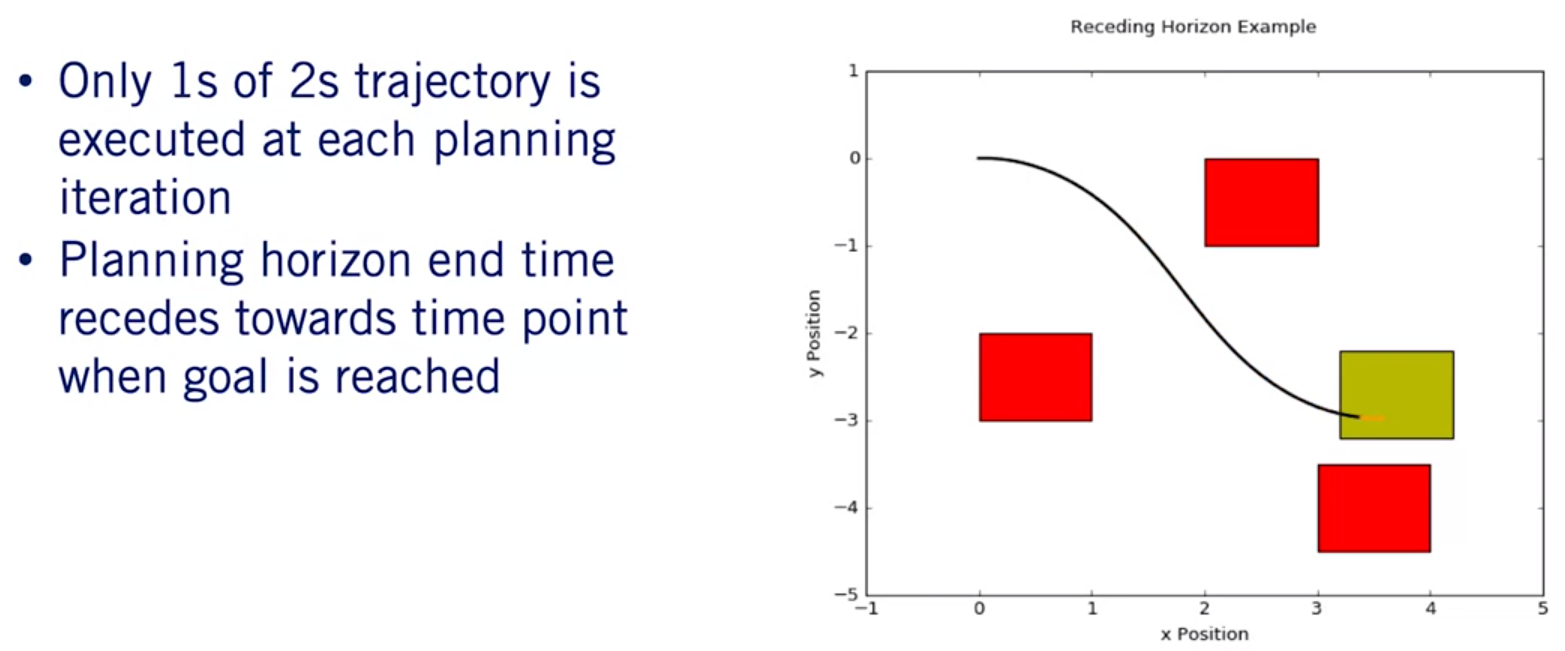 • Only 1s of 2s trajectory is
executed at each planning
iteration
• Planning horizon end time
recedes towards time point
when goal is reached
Receding Horizon Example
1
0
−1
−2
−3
−4
−5
y Position
−1 0 1 2 3 4 5
x Position